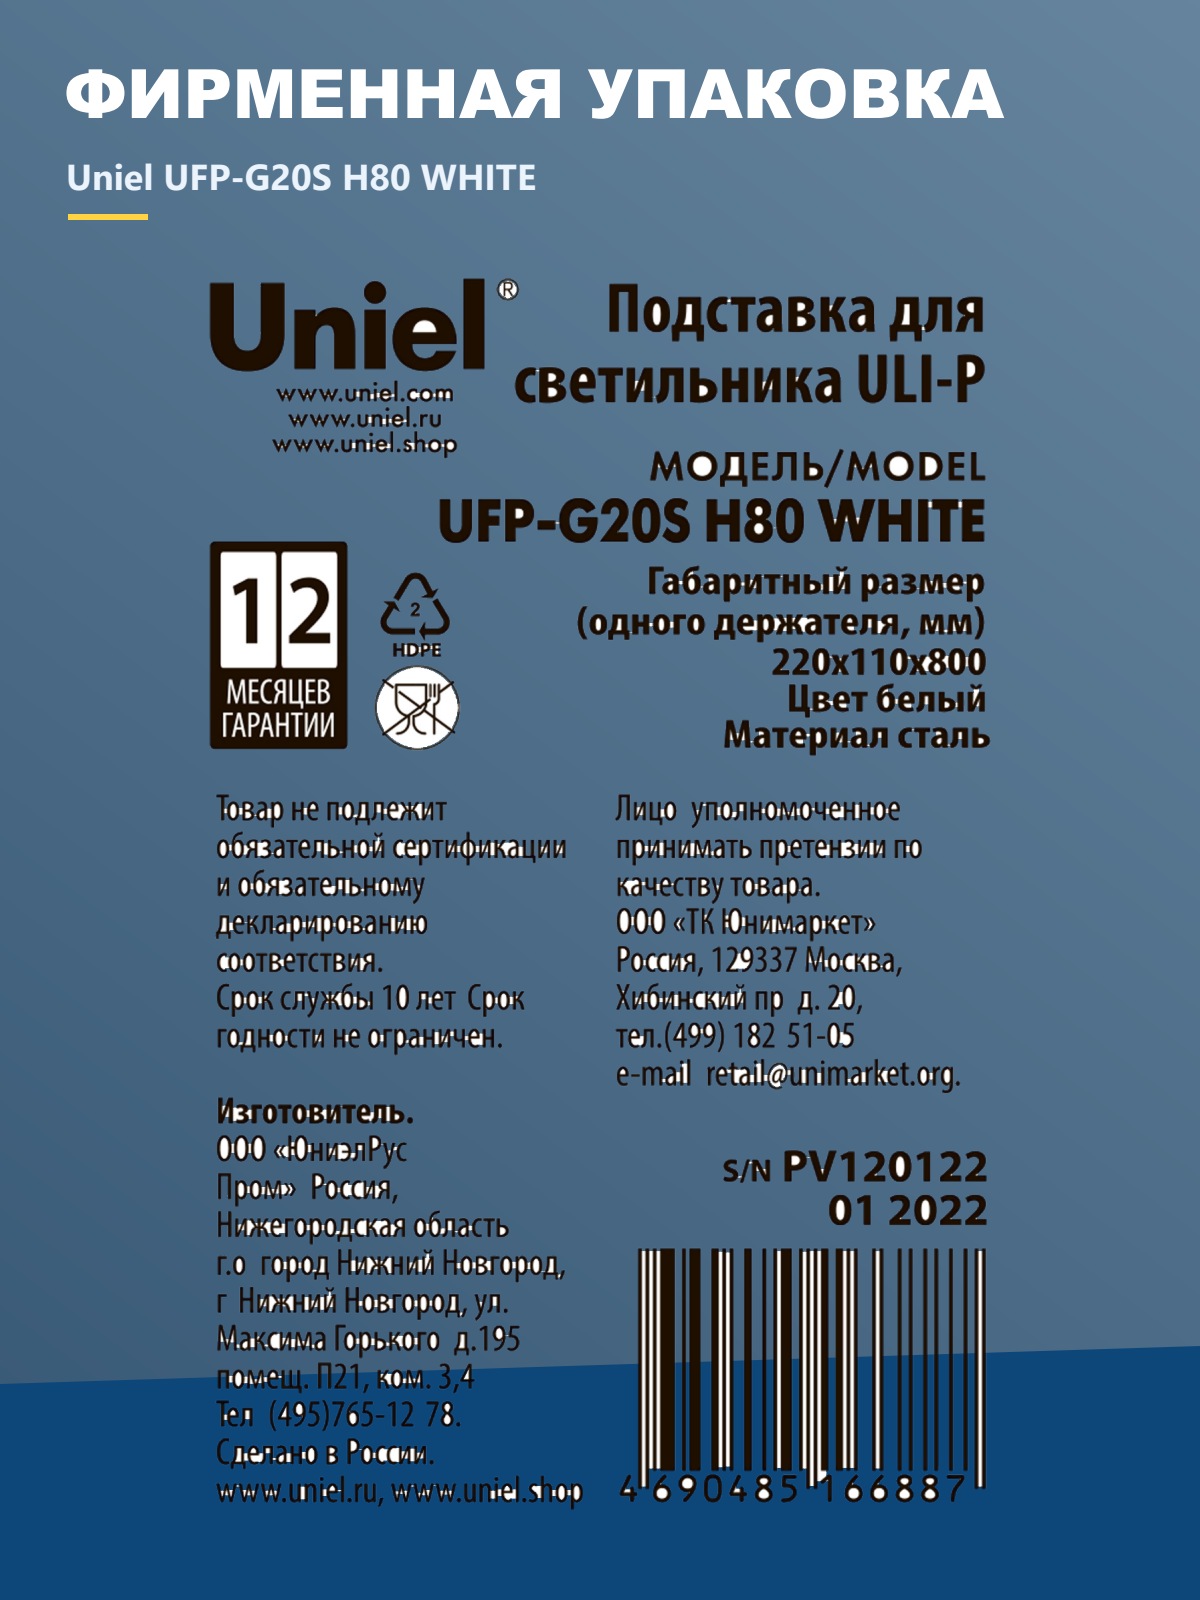 ФИРМЕННАЯ УПАКОВКА
Uniel UFP-G20S H80 WHITE
Uniel®
www.uniel.com
www.uniel.ru
www.uniel.shop
Подставка для
светильника ULI-P
МОДЕЛЬ/MODEL
UFP-G20S H80 WHITE
Габаритный размер
(одного держателя, мм)
220x110x800
Цвет белый
Материал сталь
12
МЕСЯЦЕВ
ГАРАНТИИ
2
HDPE
Товар не подлежит
обязательной сертификации
и обязательному
декларированию
соответствия.
Срок службы 10 лет Срок
годности не ограничен.
Изготовитель.
ООО «ЮниэлРус
Пром» Россия,
Нижегородская область
г.о город Нижний Новгород,
г Нижний Новгород, ул.
Максима Горького д.195
помещ. П21, ком. 3,4
Тел (495)765-12 78.
Сделано в России.
www.uniel.ru, www.uniel.shop
Лицо уполномоченное
принимать претензии по
качеству товара.
ООО «ТК Юнимаркет»
Россия, 129337 Москва,
Хибинский пр д. 20,
тел.(499) 182 51-05
e-mail retail@unimarket.org.
S/N PV120122
01 2022
4 690485 166887